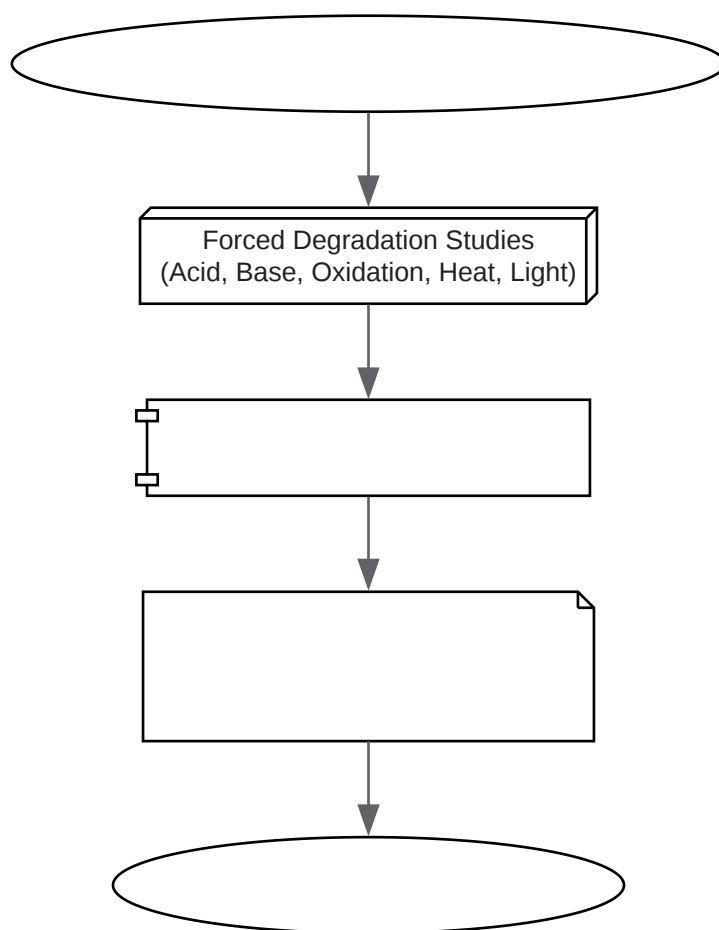 Forced Degradation Studies
(Acid, Base, Oxidation, Heat, Light)